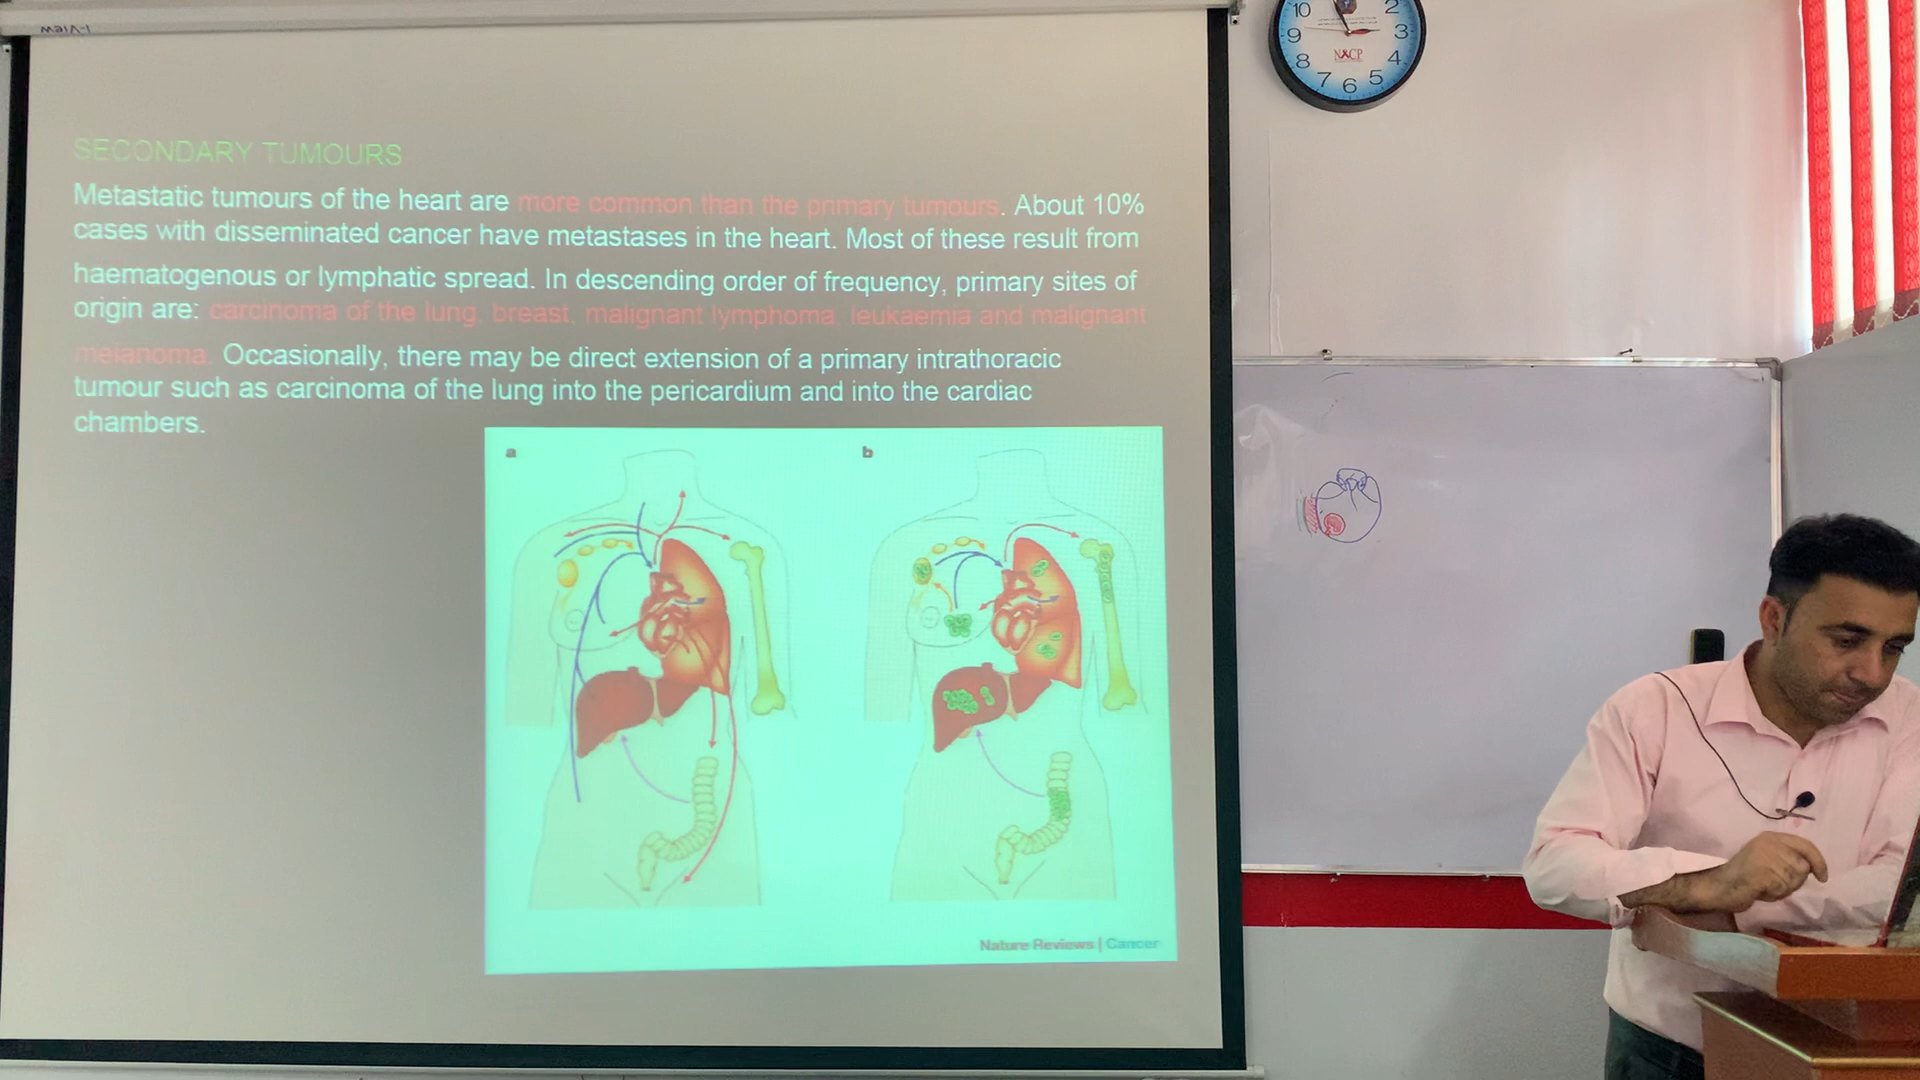 I-View
SECONDARY TUMOURS
Metastatic tumours of the heart are more common than the primary tumours. About 10%
cases with disseminated cancer have metastases in the heart. Most of these result from
haematogenous or lymphatic spread. In descending order of frequency, primary sites of
origin are: carcinoma of the lung, breast, malignant lymphoma, leukaemia and malignant
melanoma. Occasionally, there may be direct extension of a primary intrathoracic
tumour such as carcinoma of the lung into the pericardium and into the cardiac
chambers.
a
b
Nature Reviews | Cancer
10
2
9
3
NACP
8
4
7
6
5